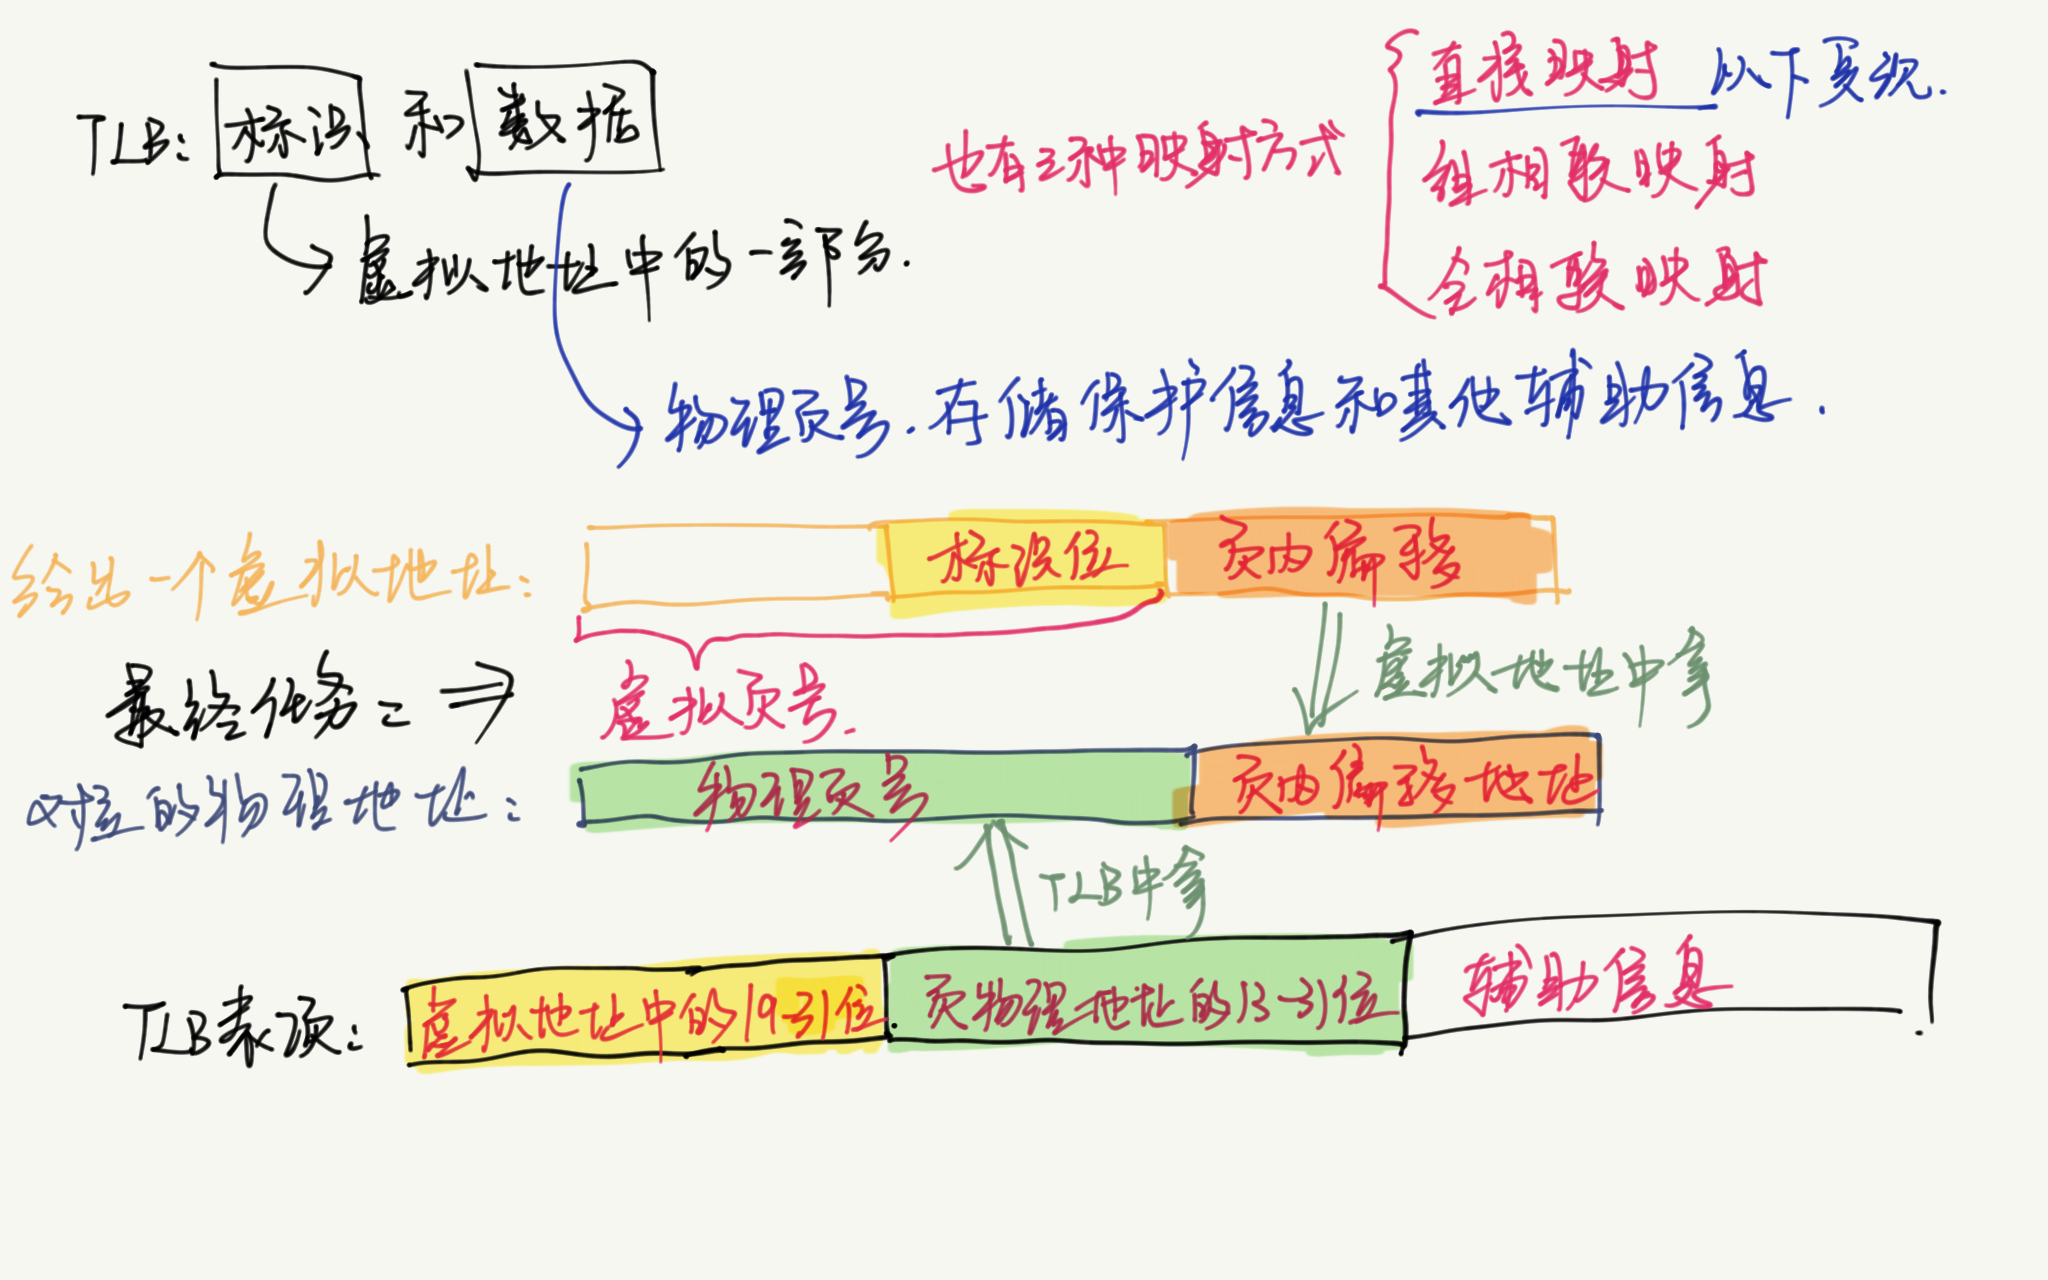 TLB: 标识 和 数据
也有三种映射方式
直接映射 以下实现.
组相联映射
全相联映射
虚拟地址中的一部分.
物理页号.存储保护信息和其他辅助信息.
给出一个虚拟地址: 标识位 页内偏移
最终任务: ⇒ 虚拟页号.
虚拟地址中拿
对应的物理地址: 物理页号 页内偏移地址
TLB中拿
TLB表项: 虚拟地址中的19-31位 页物理地址的13-31位 辅助信息